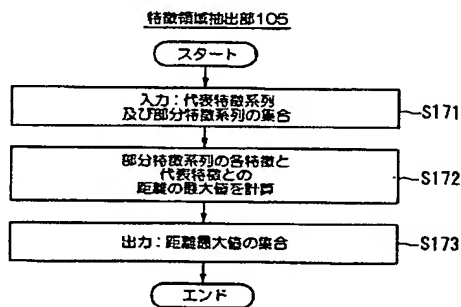 特徴領域抽出部105
スタート
入力：代表特徴系列
及び部分特徴系列の集合
S171
部分特徴系列の各特徴と
代表特徴との
距離の最大値を計算
S172
出力：距離最大値の集合
S173
エンド